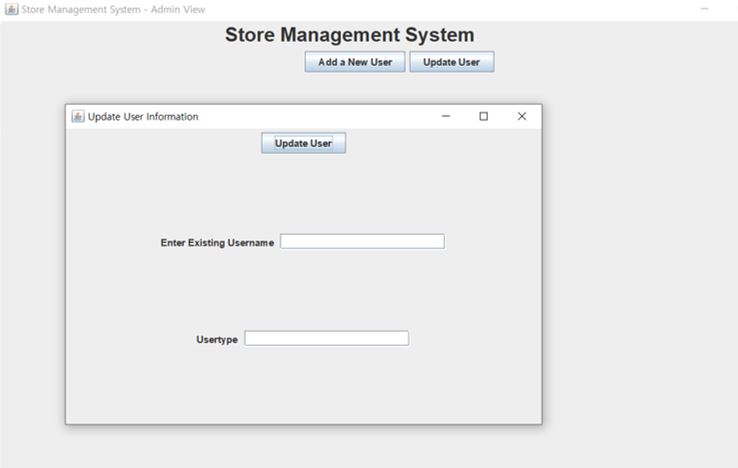 Store Management System - Admin View
Store Management System
Add a New User Update User
Update User Information
Update User
Enter Existing Username
Usertype